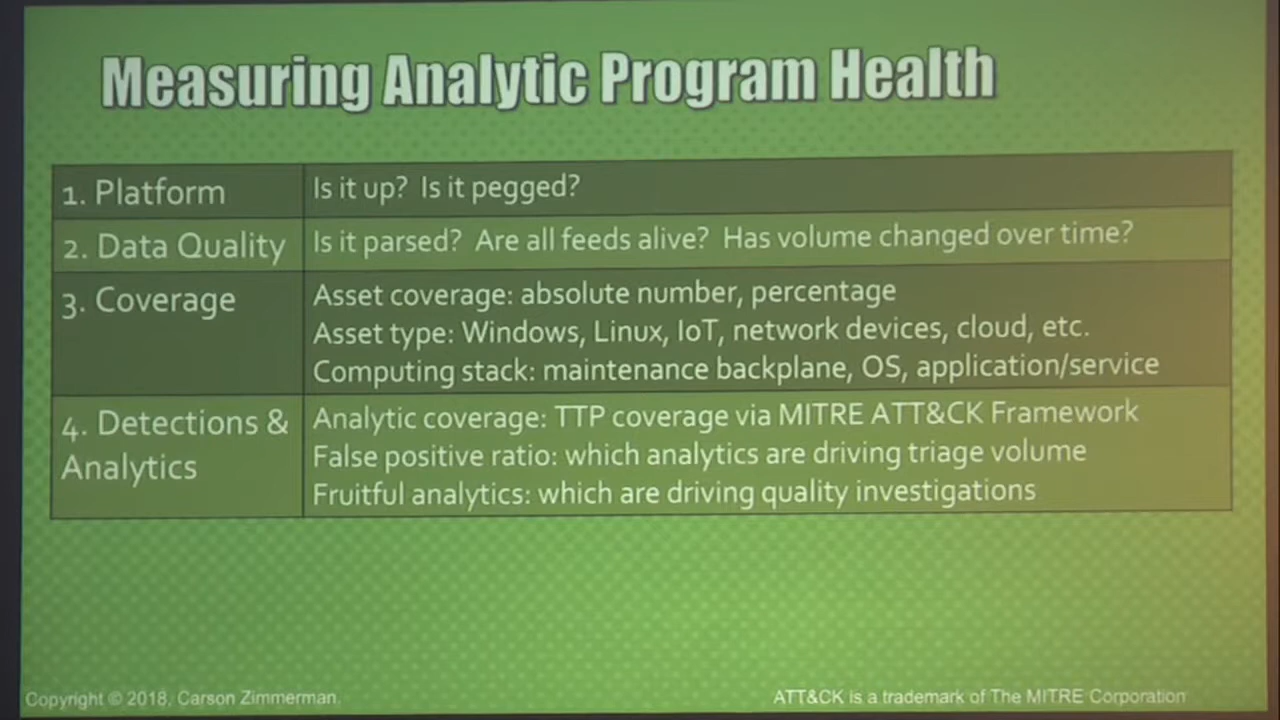 Measuring Analytic Program Health
1. Platform
Is it up? Is it pegged?
2. Data Quality
Is it parsed? Are all feeds alive? Has volume changed over time?
3. Coverage
Asset coverage: absolute number, percentage
Asset type: Windows, Linux, IoT, network devices, cloud, etc.
Computing stack: maintenance backplane, OS, application/service
4. Detections &
Analytics
Analytic coverage: TTP coverage via MITRE ATT&CK Framework
False positive ratio: which analytics are driving triage volume
Fruitful analytics: which are driving quality investigations
Copyright © 2018, Carson Zimmerman.
ATT&CK is a trademark of The MITRE Corporation